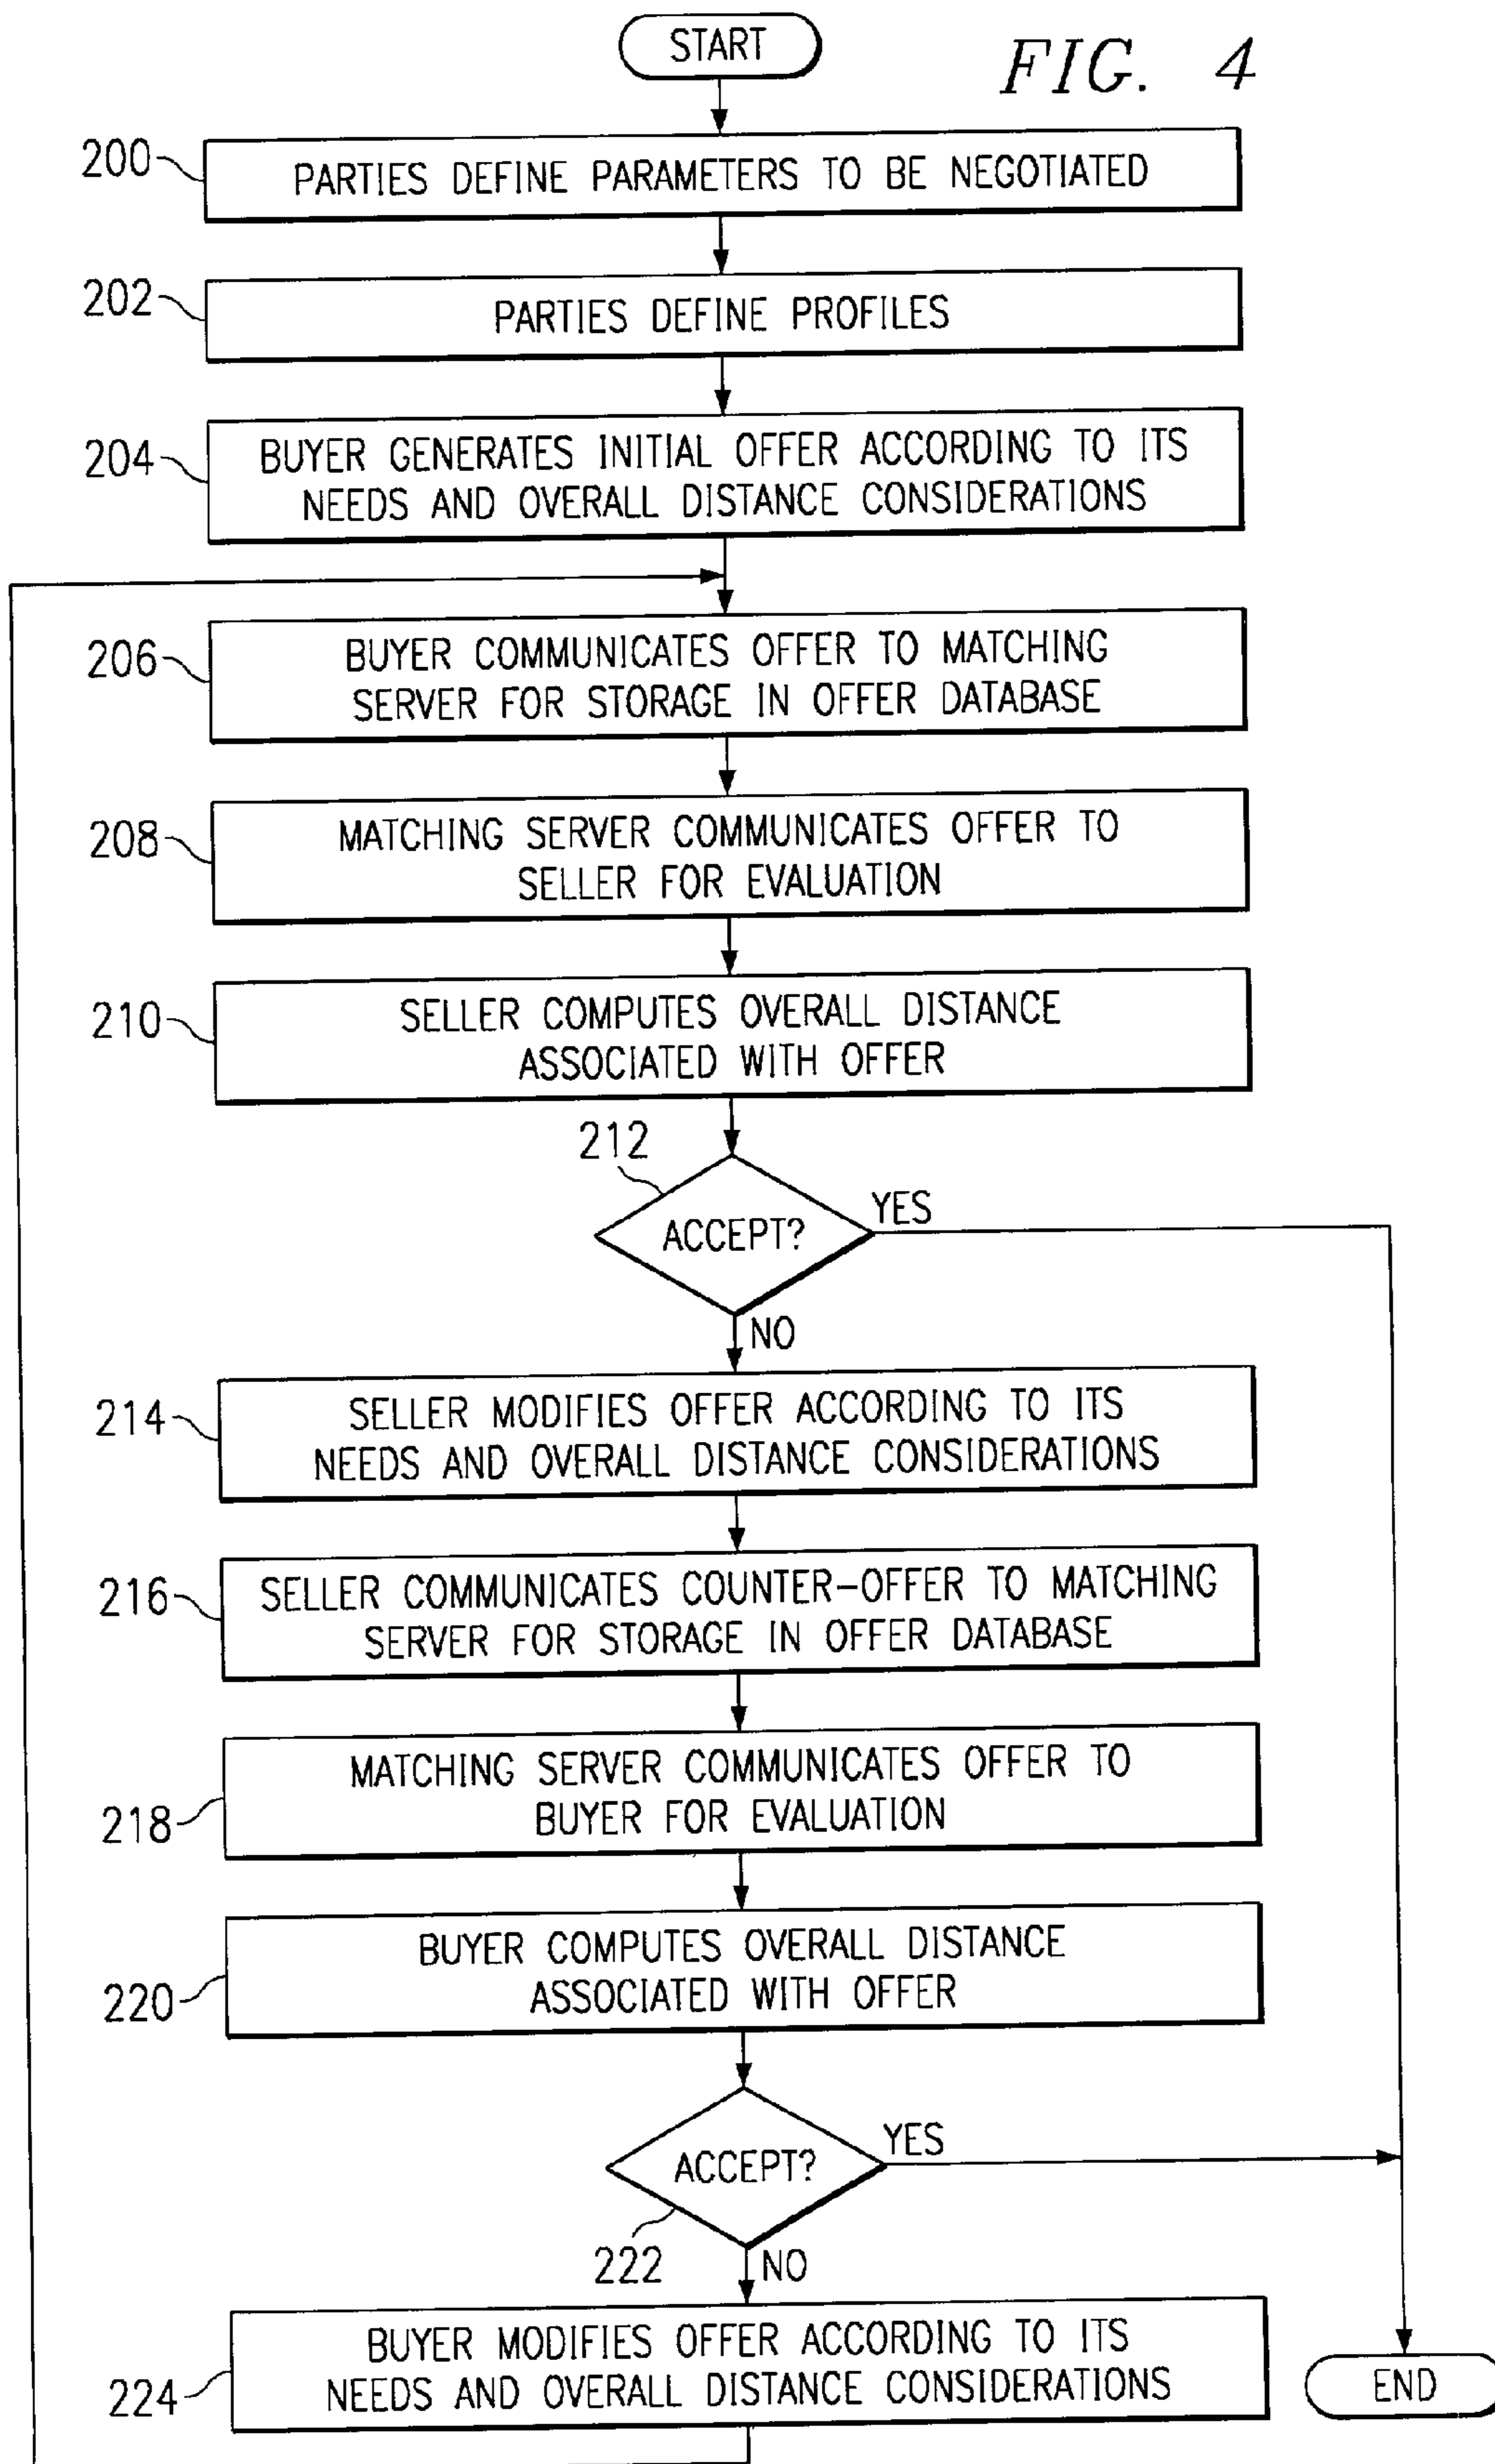 START
FIG. 4
200
PARTIES DEFINE PARAMETERS TO BE NEGOTIATED
202
PARTIES DEFINE PROFILES
204
BUYER GENERATES INITIAL OFFER ACCORDING TO ITS
NEEDS AND OVERALL DISTANCE CONSIDERATIONS
206
BUYER COMMUNICATES OFFER TO MATCHING
SERVER FOR STORAGE IN OFFER DATABASE
208
MATCHING SERVER COMMUNICATES OFFER TO
SELLER FOR EVALUATION
210
SELLER COMPUTES OVERALL DISTANCE
ASSOCIATED WITH OFFER
212
ACCEPT?
YES
NO
214
SELLER MODIFIES OFFER ACCORDING TO ITS
NEEDS AND OVERALL DISTANCE CONSIDERATIONS
216
SELLER COMMUNICATES COUNTER-OFFER TO MATCHING
SERVER FOR STORAGE IN OFFER DATABASE
218
MATCHING SERVER COMMUNICATES OFFER TO
BUYER FOR EVALUATION
220
BUYER COMPUTES OVERALL DISTANCE
ASSOCIATED WITH OFFER
ACCEPT?
YES
222
NO
224
BUYER MODIFIES OFFER ACCORDING TO ITS
NEEDS AND OVERALL DISTANCE CONSIDERATIONS
END